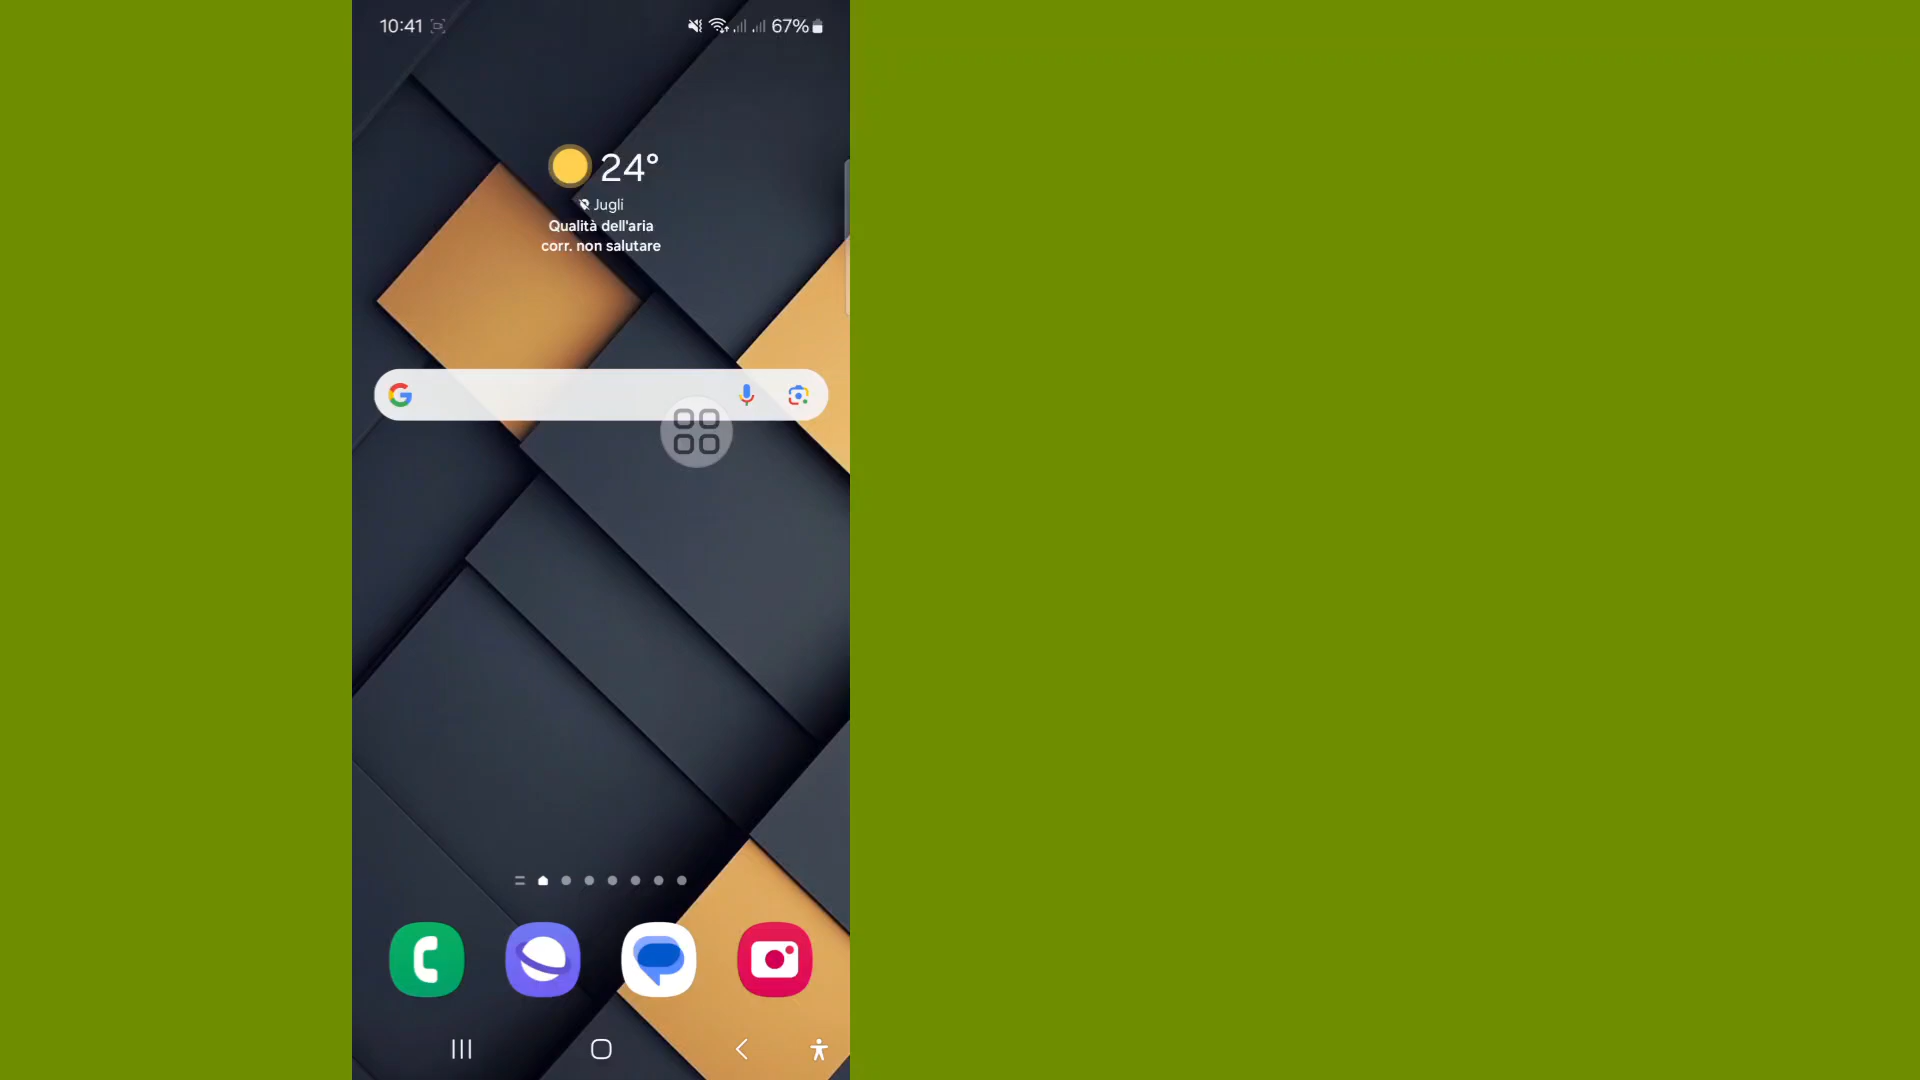 10:41
67%
24°
Jugli
Qualità dell'aria
corr. non salutare